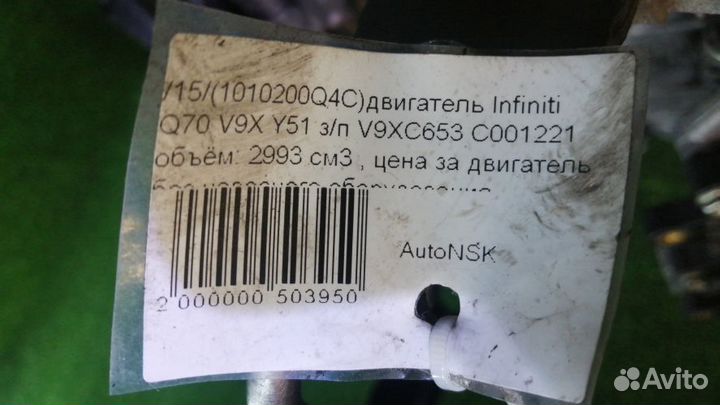 /15/(1010200Q4C)двигатель Infiniti
Q70 V9X Y51 з/п V9XC653 C001221
объём: 2993 см3 , цена за двигатель
AutoNSK
2 000000 503950
Avito